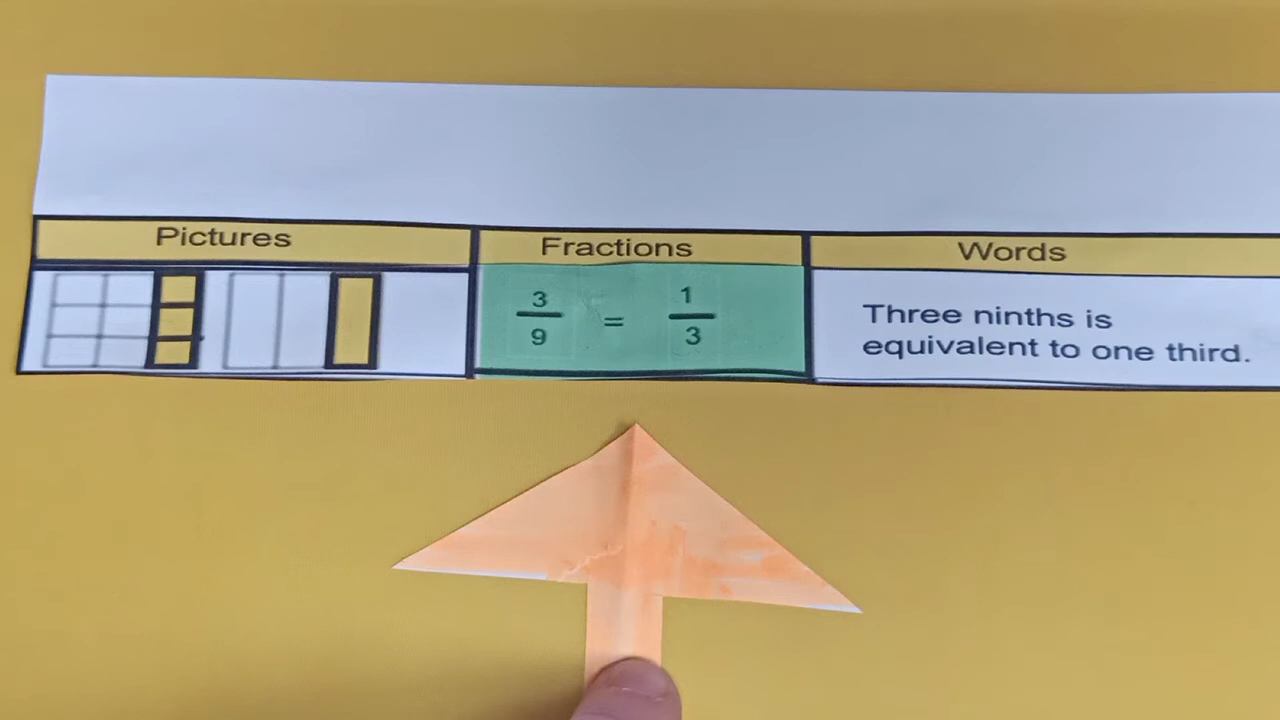 Pictures
Fractions
Words
3/9 = 1/3
Three ninths is
equivalent to one third.